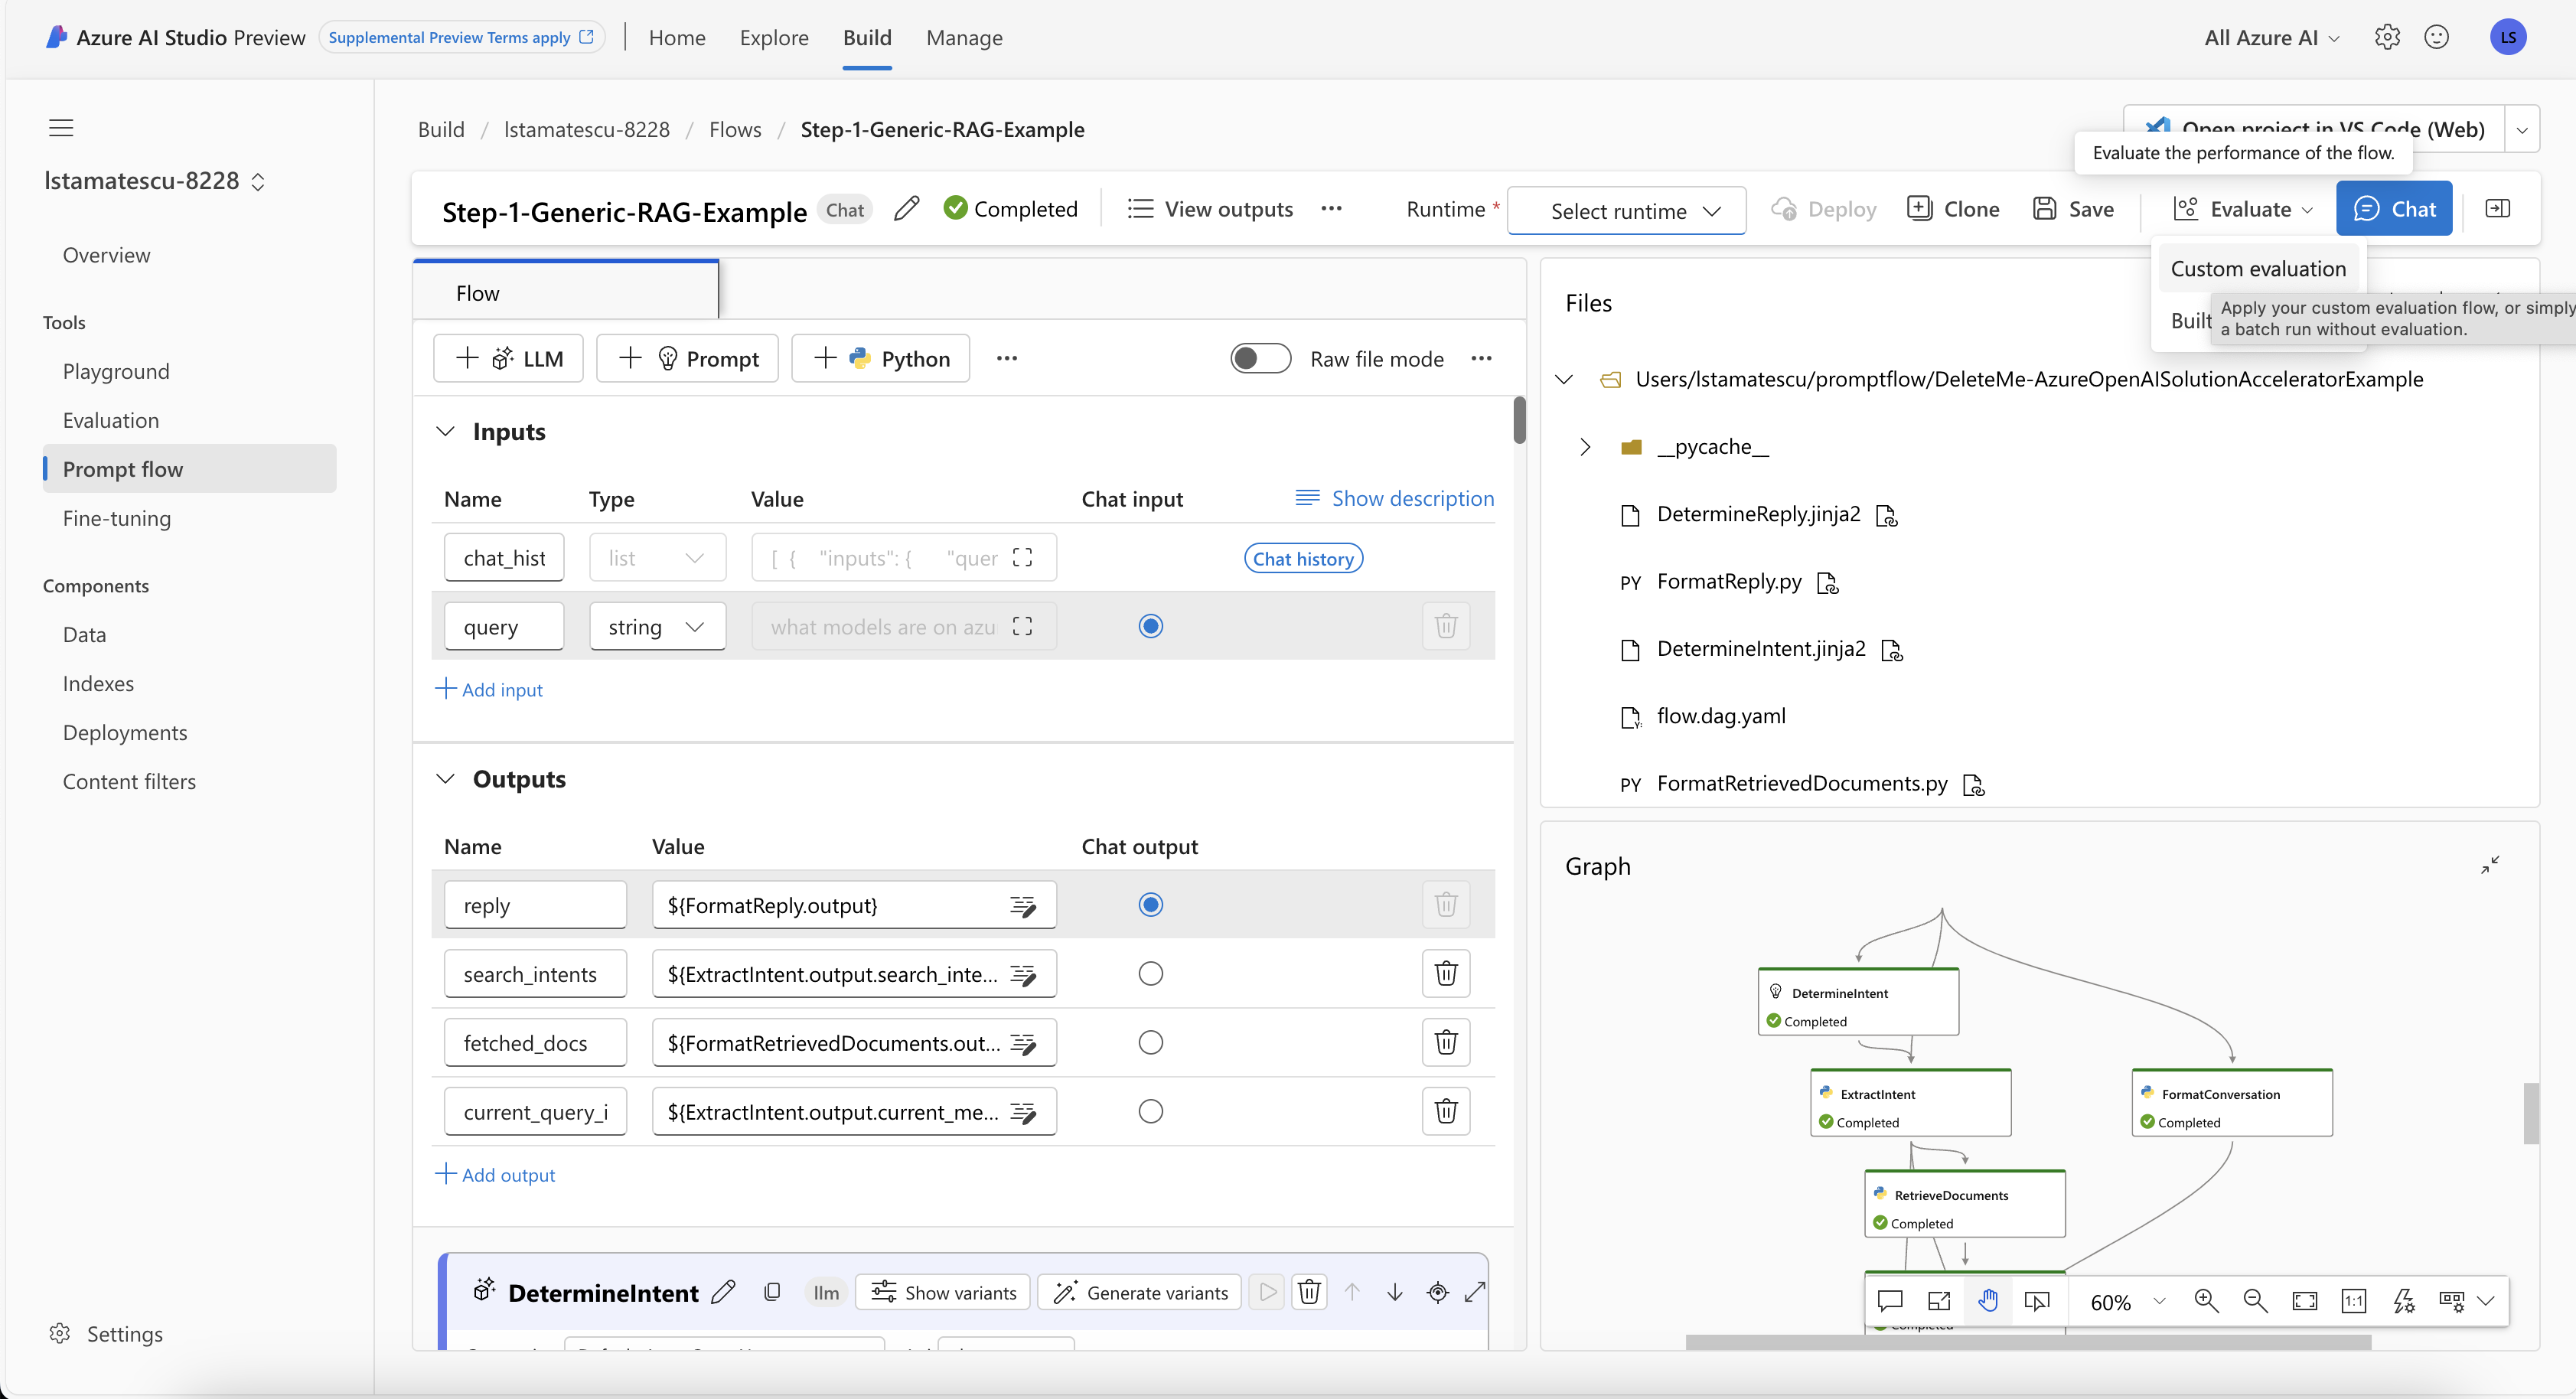 Azure AI Studio Preview
Supplemental Preview Terms apply
Home
Explore
Build
Manage
All Azure AI
LS
lstamatescu-8228
Overview
Tools
Playground
Evaluation
Prompt flow
Fine-tuning
Components
Data
Indexes
Deployments
Content filters
Settings
Build / lstamatescu-8228 / Flows / Step-1-Generic-RAG-Example
Open project in VS Code (Web)
Evaluate the performance of the flow.
Step-1-Generic-RAG-Example
Chat
Completed
View outputs
Runtime *
Select runtime
Deploy
Clone
Save
Evaluate
Chat
Custom evaluation
Built
Apply your custom evaluation flow, or simply
a batch run without evaluation.
Flow
LLM
Prompt
Python
Raw file mode
Inputs
Name Type Value Chat input Show description
chat_hist list [ { "inputs": { "quer Chat history
query string what models are on azu
Add input
Outputs
Name Value Chat output
reply ${FormatReply.output}
search_intents ${ExtractIntent.output.search_inte...
fetched_docs ${FormatRetrievedDocuments.out...
current_query_i ${ExtractIntent.output.current_me...
Add output
DetermineIntent
llm
Show variants
Generate variants
Files
Users/lstamatescu/promptflow/DeleteMe-AzureOpenAISolutionAcceleratorExample
__pycache__
DetermineReply.jinja2
PY FormatReply.py
DetermineIntent.jinja2
Y: flow.dag.yaml
PY FormatRetrievedDocuments.py
Graph
DetermineIntent
Completed
ExtractIntent
Completed
FormatConversation
Completed
RetrieveDocuments
Completed
60%
1:1
Completed